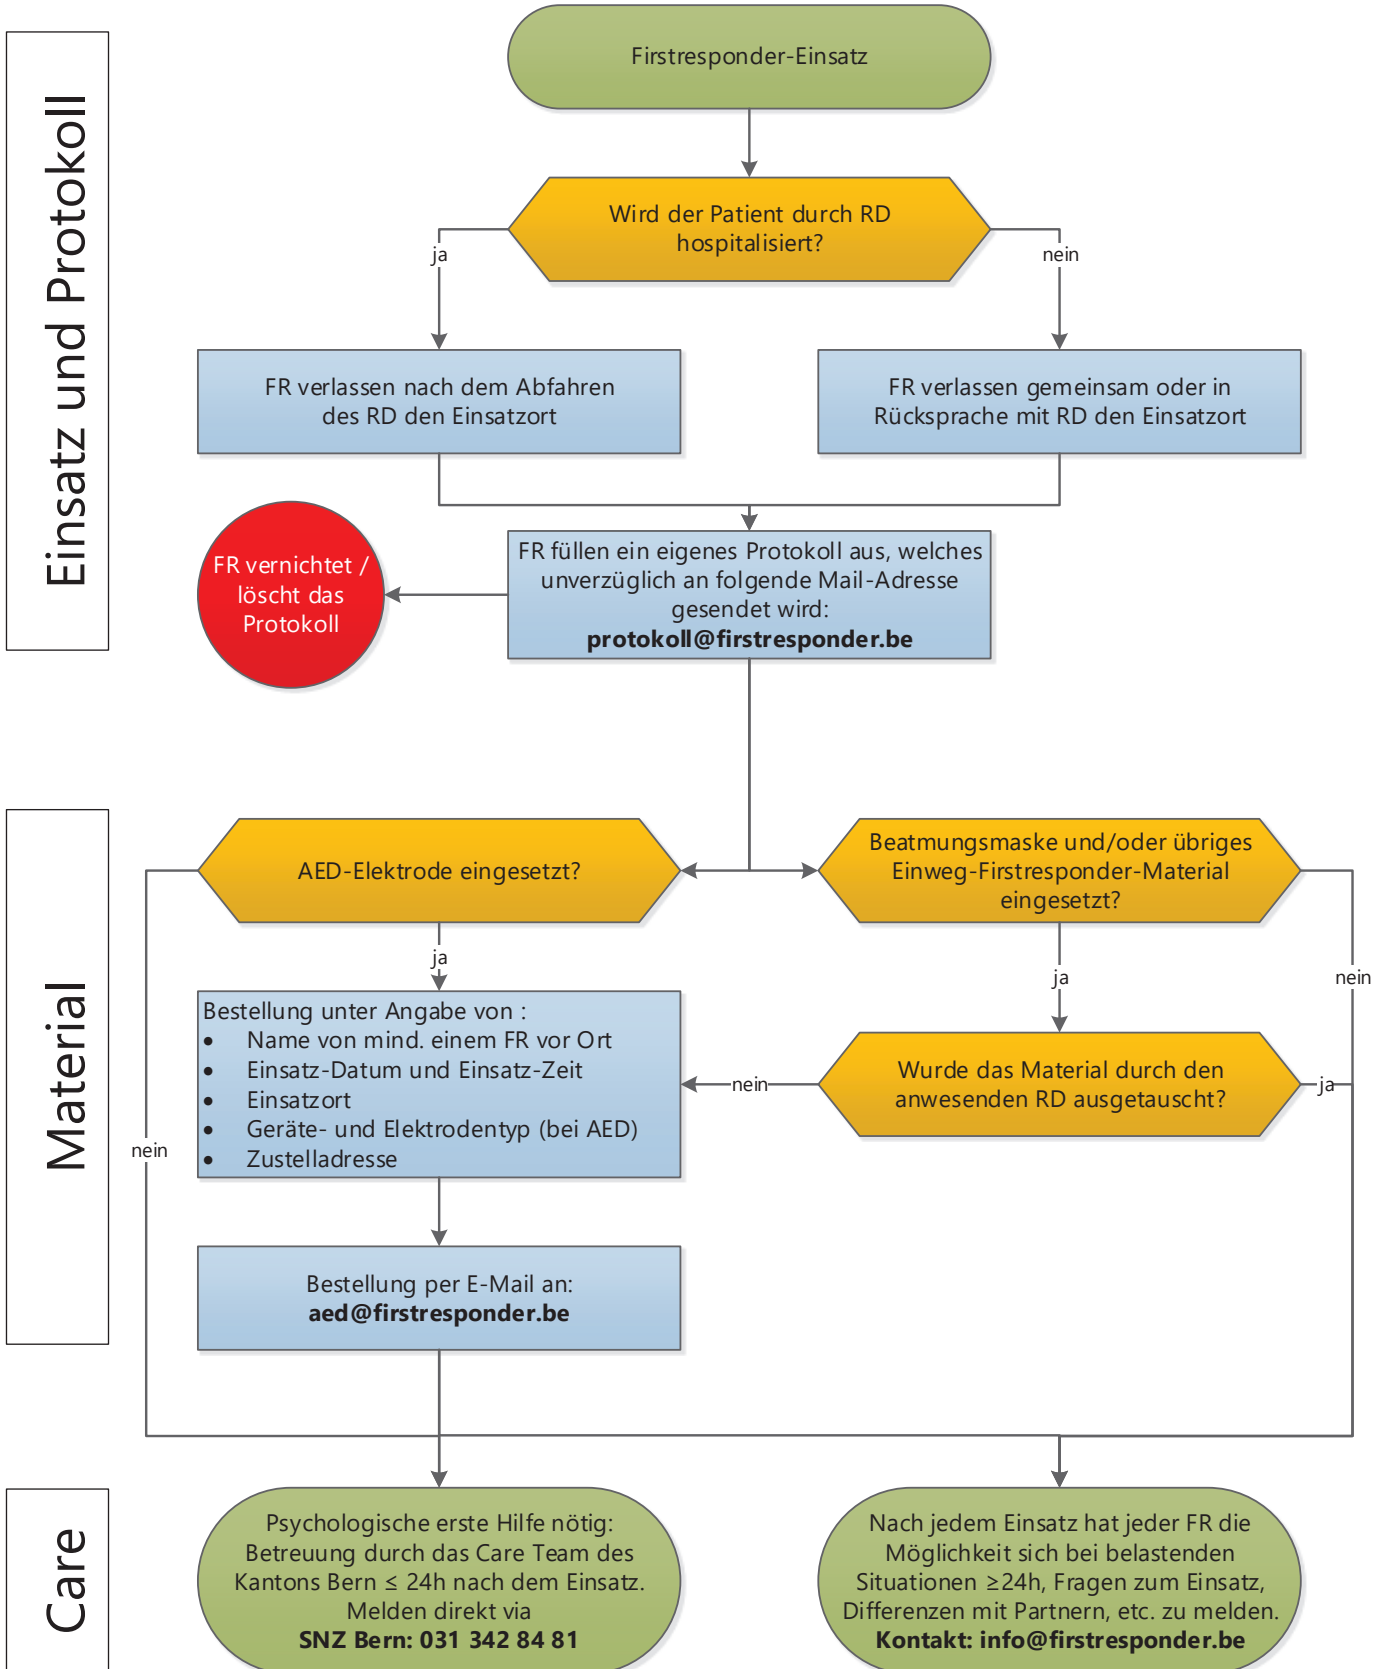 Einsatz und Protokoll
Firstresponder-Einsatz
Wird der Patient durch RD
hospitalisiert?
ja
nein
FR verlassen nach dem Abfahren
des RD den Einsatzort
FR verlassen gemeinsam oder in
Rücksprache mit RD den Einsatzort
FR vernichtet /
löscht das
Protokoll
FR füllen ein eigenes Protokoll aus, welches
unverzüglich an folgende Mail-Adresse
gesendet wird:
protokoll@firstresponder.be
Material
AED-Elektrode eingesetzt?
Beatmungsmaske und/oder übriges
Einweg-Firstresponder-Material
eingesetzt?
ja
ja
nein
Bestellung unter Angabe von :
• Name von mind. einem FR vor Ort
• Einsatz-Datum und Einsatz-Zeit
• Einsatzort
• Geräte- und Elektrodentyp (bei AED)
• Zustelladresse
nein
Wurde das Material durch den
anwesenden RD ausgetauscht?
ja
nein
Bestellung per E-Mail an:
aed@firstresponder.be
Care
Psychologische erste Hilfe nötig:
Betreuung durch das Care Team des
Kantons Bern ≤ 24h nach dem Einsatz.
Melden direkt via
SNZ Bern: 031 342 84 81
Nach jedem Einsatz hat jeder FR die
Möglichkeit sich bei belastenden
Situationen ≥24h, Fragen zum Einsatz,
Differenzen mit Partnern, etc. zu melden.
Kontakt: info@firstresponder.be